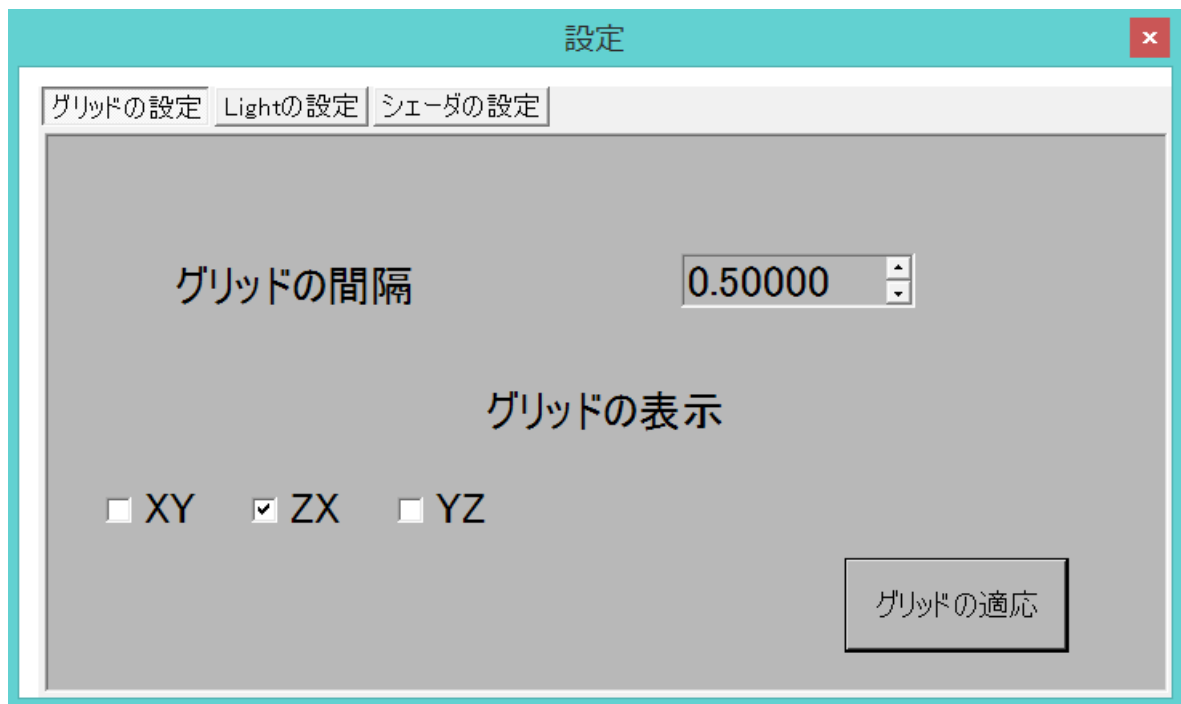 設定
グリッドの設定 Lightの設定 シェーダの設定
グリッドの間隔 0.50000
グリッドの表示
XY ZX YZ
グリッドの適応